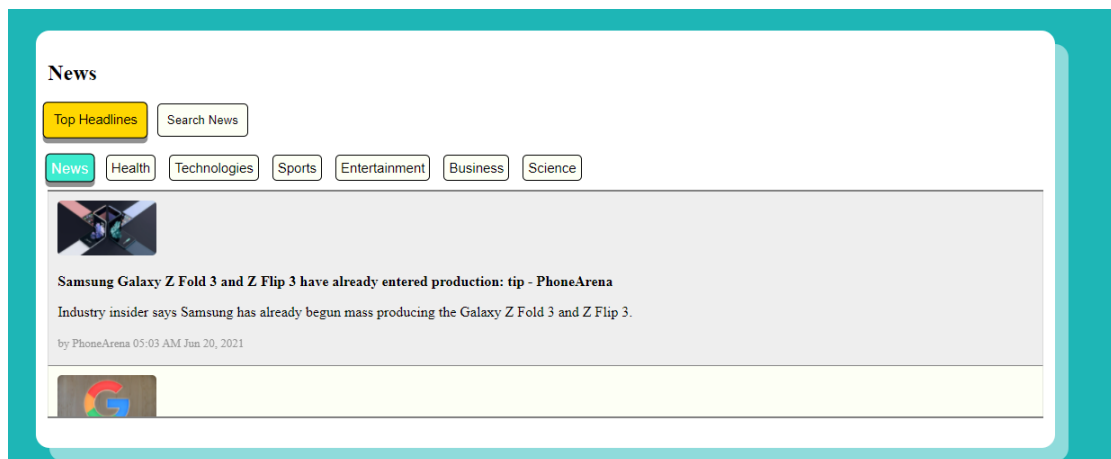 News
Top Headlines Search News
News Health Technologies Sports Entertainment Business Science
Samsung Galaxy Z Fold 3 and Z Flip 3 have already entered production: tip - PhoneArena
Industry insider says Samsung has already begun mass producing the Galaxy Z Fold 3 and Z Flip 3.
by PhoneArena 05:03 AM Jun 20, 2021